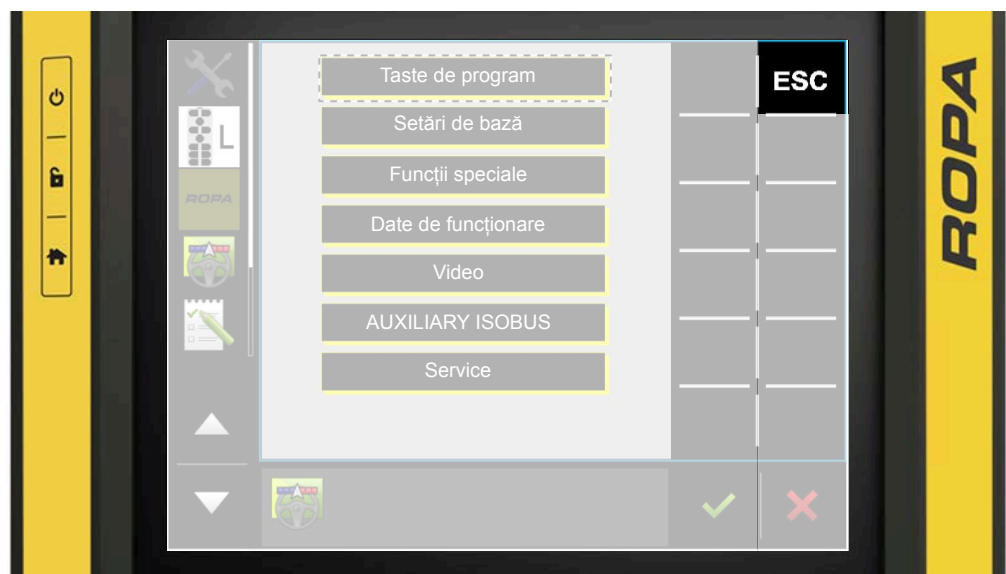 Taste de program
ESC
Setări de bază
L
Funcții speciale
ROPA
Date de funcționare
Video
AUXILIARY ISOBUS
Service
ROPA